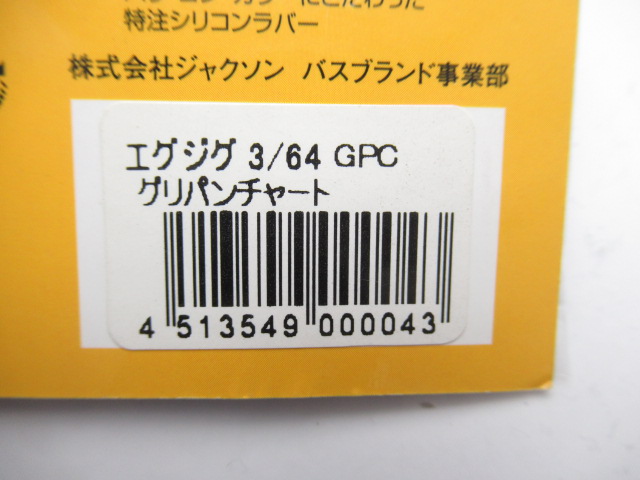 特注シリコンラバー
株式会社ジャクソン バスブランド事業部
エグジグ 3/64 GPC
グリパンチャート
4 513549 000043